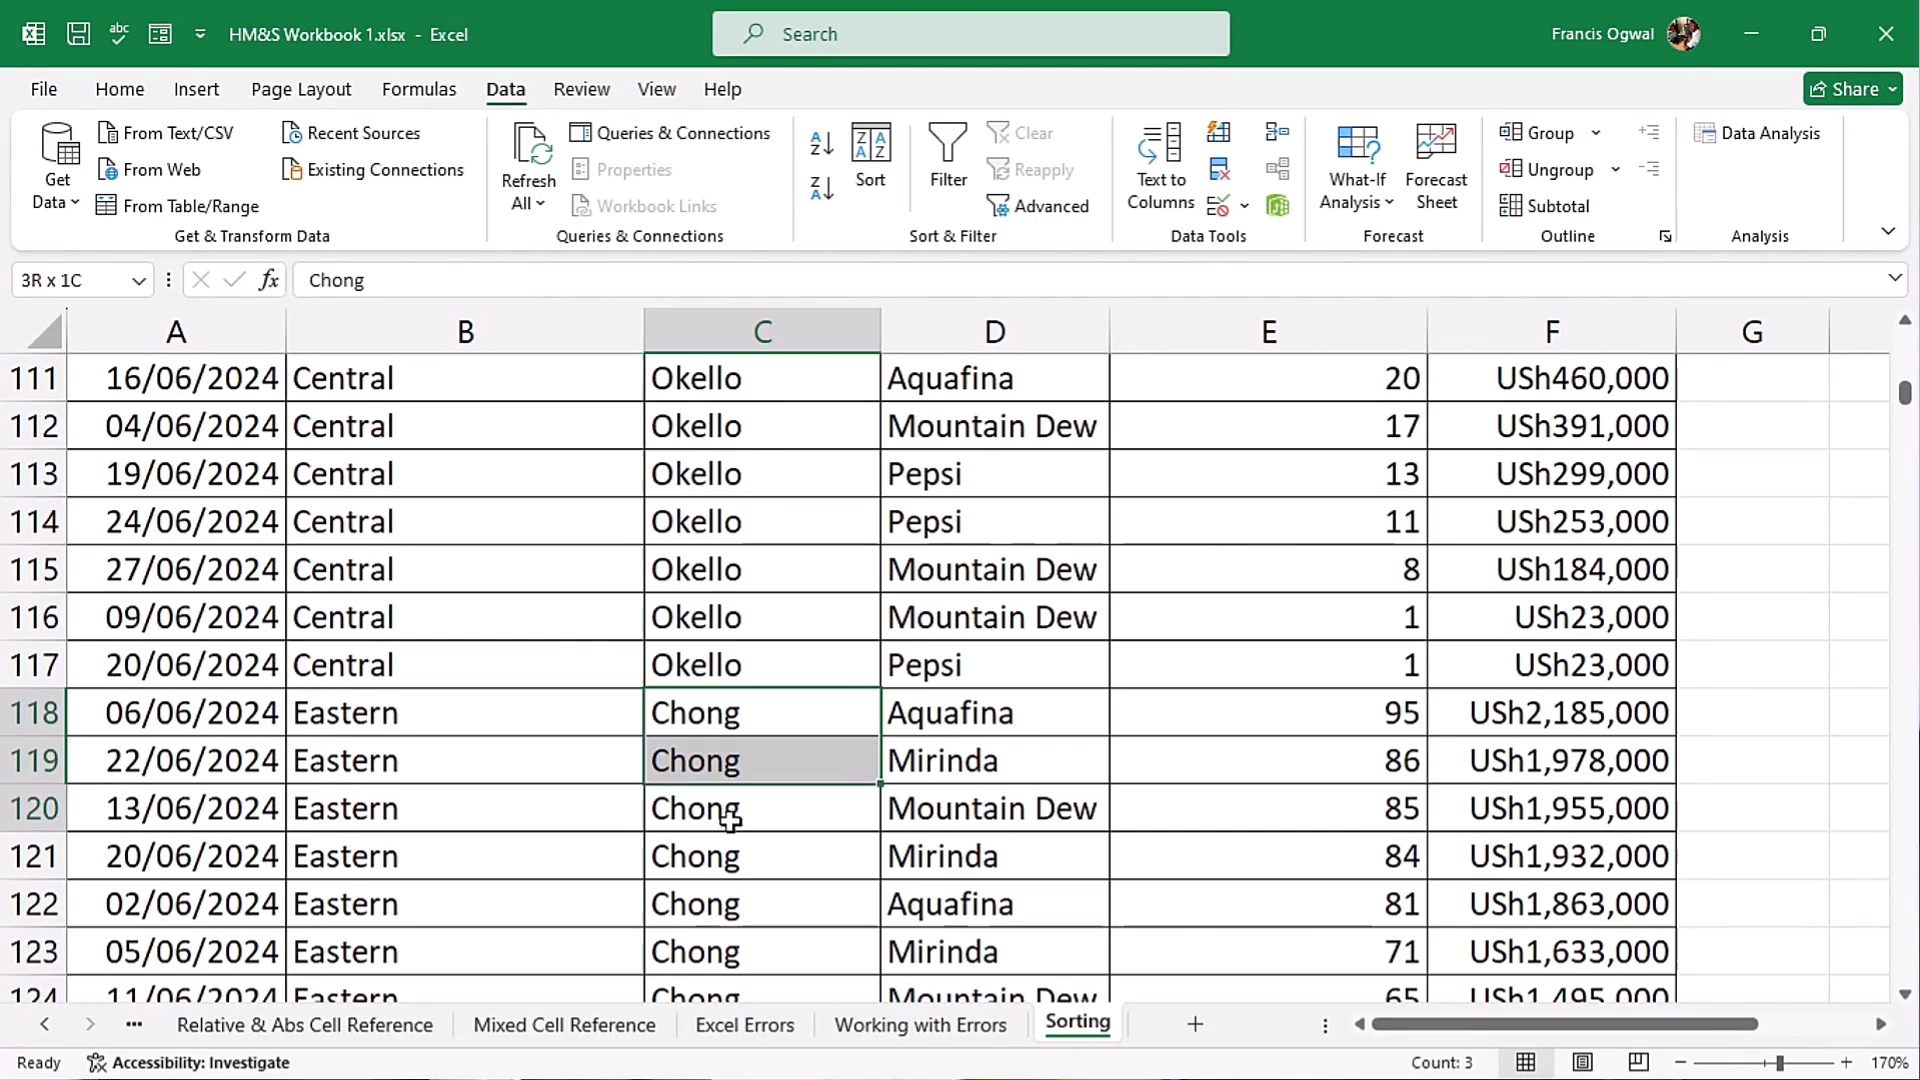 abc HM&S Workbook 1.xlsx - Excel Search Francis Ogwal
File Home Insert Page Layout Formulas Data Review View Help Share
From Text/CSV Recent Sources Queries & Connections Clear Group Data Analysis
From Web Existing Connections Properties Reapply Ungroup
Get Data From Table/Range Refresh All Workbook Links Sort Filter Advanced Text to Columns What-If Analysis Forecast Sheet Subtotal
Get & Transform Data Queries & Connections Sort & Filter Data Tools Forecast Outline Analysis
3R x 1C fx Chong
A B C D E F G
111 16/06/2024 Central Okello Aquafina 20 USh460,000
112 04/06/2024 Central Okello Mountain Dew 17 USh391,000
113 19/06/2024 Central Okello Pepsi 13 USh299,000
114 24/06/2024 Central Okello Pepsi 11 USh253,000
115 27/06/2024 Central Okello Mountain Dew 8 USh184,000
116 09/06/2024 Central Okello Mountain Dew 1 USh23,000
117 20/06/2024 Central Okello Pepsi 1 USh23,000
118 06/06/2024 Eastern Chong Aquafina 95 USh2,185,000
119 22/06/2024 Eastern Chong Mirinda 86 USh1,978,000
120 13/06/2024 Eastern Chong Mountain Dew 85 USh1,955,000
121 20/06/2024 Eastern Chong Mirinda 84 USh1,932,000
122 02/06/2024 Eastern Chong Aquafina 81 USh1,863,000
123 05/06/2024 Eastern Chong Mirinda 71 USh1,633,000
124 11/06/2024 Eastern Chong Mountain Dew 65 USh1,495,000
Relative & Abs Cell Reference Mixed Cell Reference Excel Errors Working with Errors Sorting
Ready Accessibility: Investigate Count: 3 170%